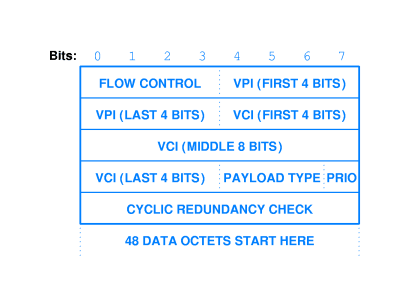 Bits: 0 1 2 3 4 5 6 7
FLOW CONTROL VPI (FIRST 4 BITS)
VPI (LAST 4 BITS) VCI (FIRST 4 BITS)
VCI (MIDDLE 8 BITS)
VCI (LAST 4 BITS) PAYLOAD TYPE PRIO
CYCLIC REDUNDANCY CHECK
48 DATA OCTETS START HERE